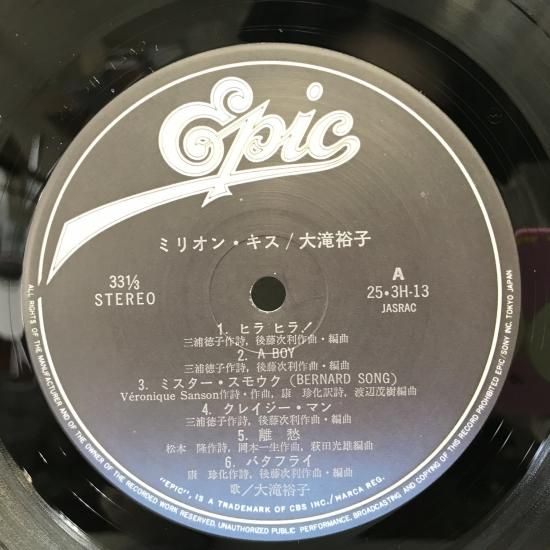 Epic
ミリオン・キス/大滝裕子
33⅓
STEREO
A
25・3H-13
JASRAC
1. ヒラ ヒラ!
三浦徳子作詩、後藤次利作曲・編曲
2. A BOY
三浦徳子作詩、後藤次利作曲・編曲
3. ミスター・スモウク (BERNARD SONG)
Véronique Sanson作詩・作曲、康 珍化訳詩、渡辺茂樹編曲
4. クレイジー・マン
三浦徳子作詩、後藤次利作曲・編曲
5. 離 愁
松木 隆作詩、岡本一生作曲、萩田光雄編曲
6. バタフライ
康 珍化作詩、後藤次利作曲・編曲
歌/大滝裕子
"EPIC", IS A TRADEMARK OF CBS INC./MARCA REG.
ALL RIGHTS OF THE MANUFACTURER AND OF THE OWNER OF THE RECORDED WORK RESERVED. UNAUTHORIZED PUBLIC PERFORMANCE, BROADCASTING AND COPYING OF THIS RECORD PROHIBITED EPIC/SONY INC. TOKYO JAPAN